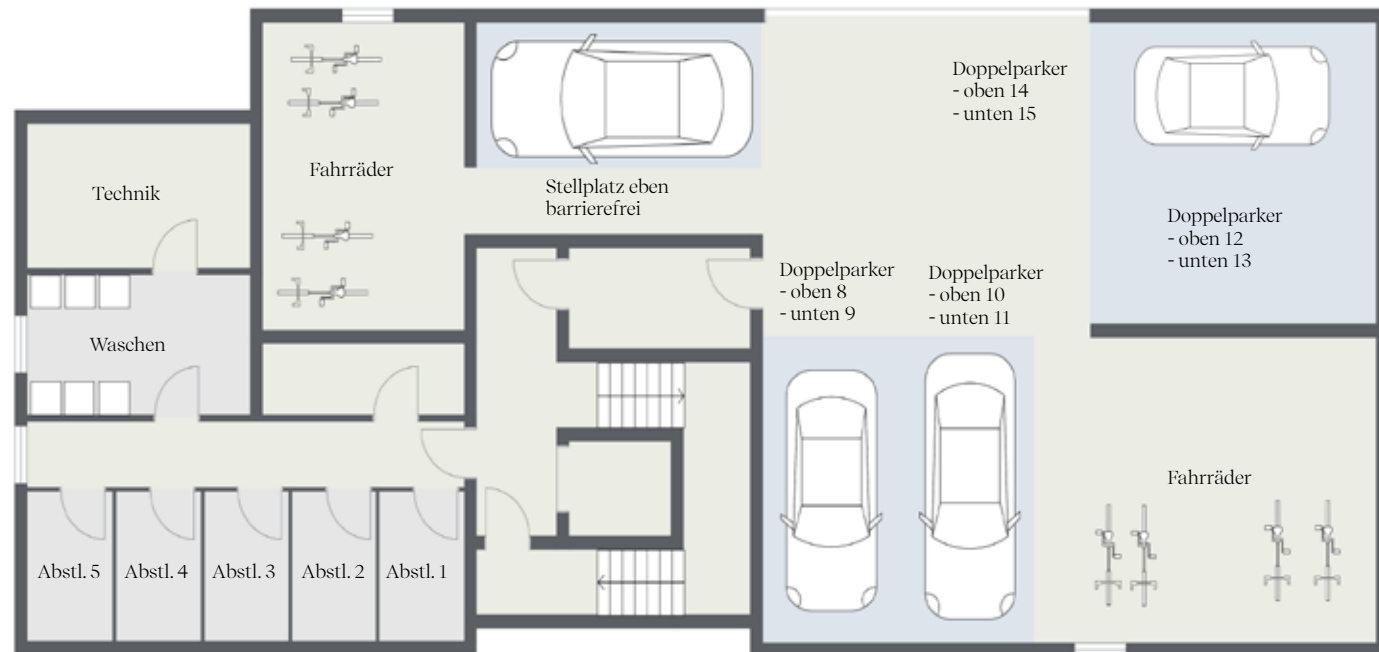 Doppelparker
- oben 14
- unten 15
Fahrräder
Stellplatz eben
barrierefrei
Technik
Doppelparker
- oben 12
- unten 13
Doppelparker
- oben 8
- unten 9
Doppelparker
- oben 10
- unten 11
Waschen
Fahrräder
Abstl. 5
Abstl. 4
Abstl. 3
Abstl. 2
Abstl. 1